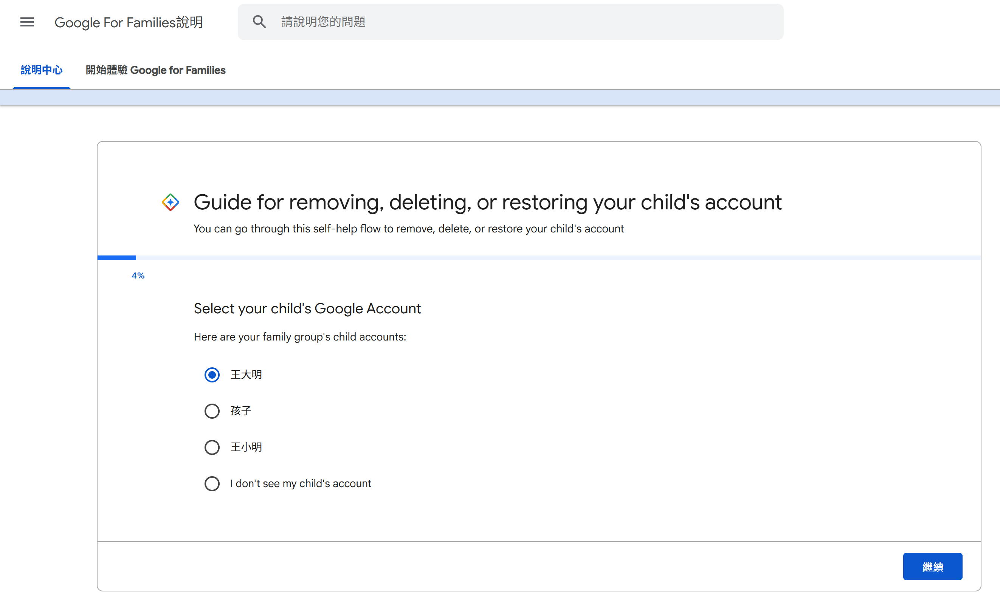 Google For Families說明
請說明您的問題
說明中心
開始體驗 Google for Families
Guide for removing, deleting, or restoring your child's account
You can go through this self-help flow to remove, delete, or restore your child's account
4%
Select your child's Google Account
Here are your family group's child accounts:
王大明
孩子
王小明
I don't see my child's account
繼續